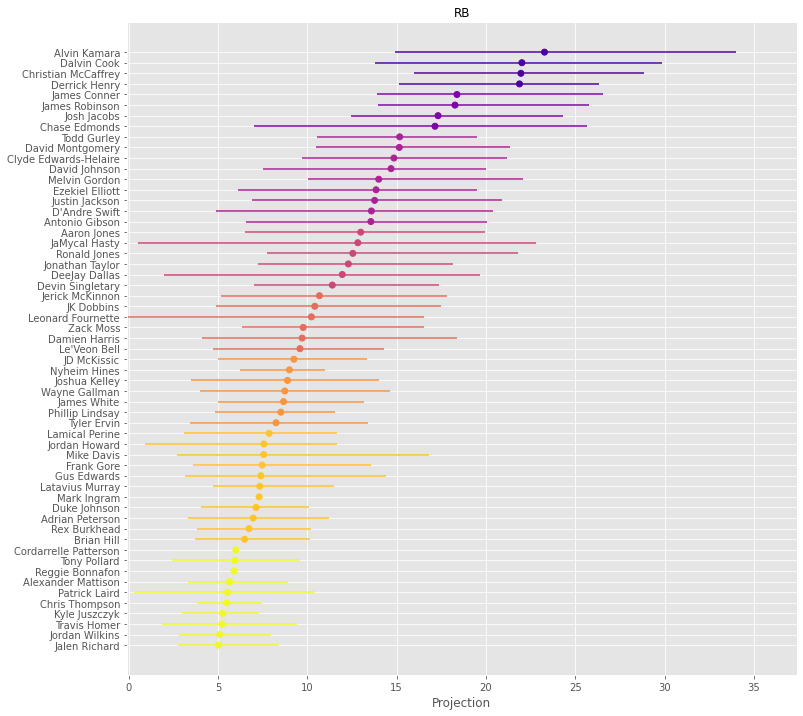 RB
Alvin Kamara
Dalvin Cook
Christian McCaffrey
Derrick Henry
James Conner
James Robinson
Josh Jacobs
Chase Edmonds
Todd Gurley
David Montgomery
Clyde Edwards-Helaire
David Johnson
Melvin Gordon
Ezekiel Elliott
Justin Jackson
D'Andre Swift
Antonio Gibson
Aaron Jones
JaMycal Hasty
Ronald Jones
Jonathan Taylor
DeeJay Dallas
Devin Singletary
Jerick McKinnon
JK Dobbins
Leonard Fournette
Zack Moss
Damien Harris
Le'Veon Bell
JD McKissic
Nyheim Hines
Joshua Kelley
Wayne Gallman
James White
Phillip Lindsay
Tyler Ervin
Lamical Perine
Jordan Howard
Mike Davis
Frank Gore
Gus Edwards
Latavius Murray
Mark Ingram
Duke Johnson
Adrian Peterson
Rex Burkhead
Brian Hill
Cordarrelle Patterson
Tony Pollard
Reggie Bonnafon
Alexander Mattison
Patrick Laird
Chris Thompson
Kyle Juszczyk
Travis Homer
Jordan Wilkins
Jalen Richard
0 5 10 15 20 25 30 35
Projection